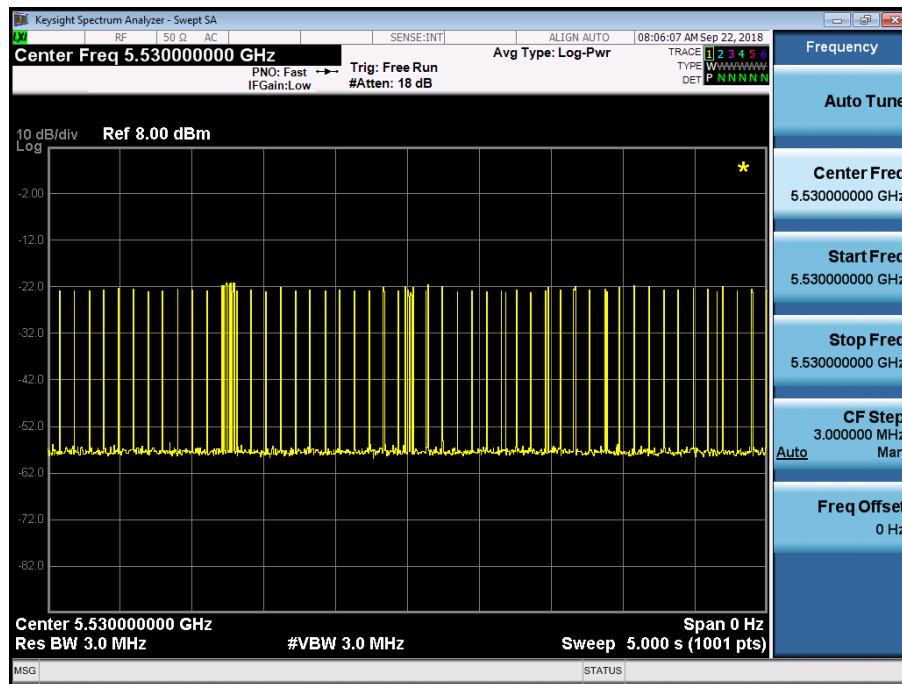 Keysight Spectrum Analyzer - Swept SA
LXI RF 50 Ω AC SENSE:INT ALIGN AUTO 08:06:07 AM Sep 22, 2018
Center Freq 5.530000000 GHz
PNO: Fast
IFGain:Low
Trig: Free Run
#Atten: 18 dB
Avg Type: Log-Pwr
TRACE 1 2 3 4 5 6
TYPE WWWWWW
DET P N N N N N
10 dB/div Ref 8.00 dBm
Log
-2.00
-12.0
-22.0
-32.0
-42.0
-52.0
-62.0
-72.0
-82.0
Center 5.530000000 GHz Span 0 Hz
Res BW 3.0 MHz #VBW 3.0 MHz Sweep 5.000 s (1001 pts)
MSG STATUS
Frequency
Auto Tune
Center Freq
5.530000000 GHz
Start Freq
5.530000000 GHz
Stop Freq
5.530000000 GHz
CF Step
3.000000 MHz
Auto Man
Freq Offset
0 Hz